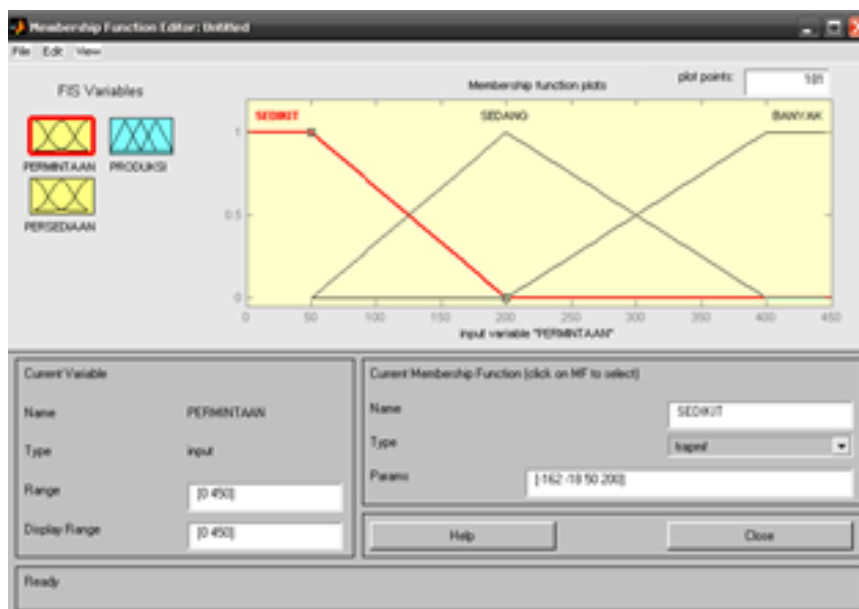 Membership Function Editor: Untitled
File Edit View
FIS Variables
PERMINTAAN
PRODUKSI
PERSEDIAAN
Membership function plots
plot points:
181
SEDIKIT
SEDANG
BANYAK
1
0.5
0
0 50 100 150 200 250 300 350 400 450
input variable "PERMINTAAN"
Current Variable
Name PERMINTAAN
Type input
Range [0 450]
Display Range [0 450]
Current Membership Function (click on MF to select)
Name SEDIKIT
Type trapmf
Params [-162 -18 50 200]
Help
Close
Ready